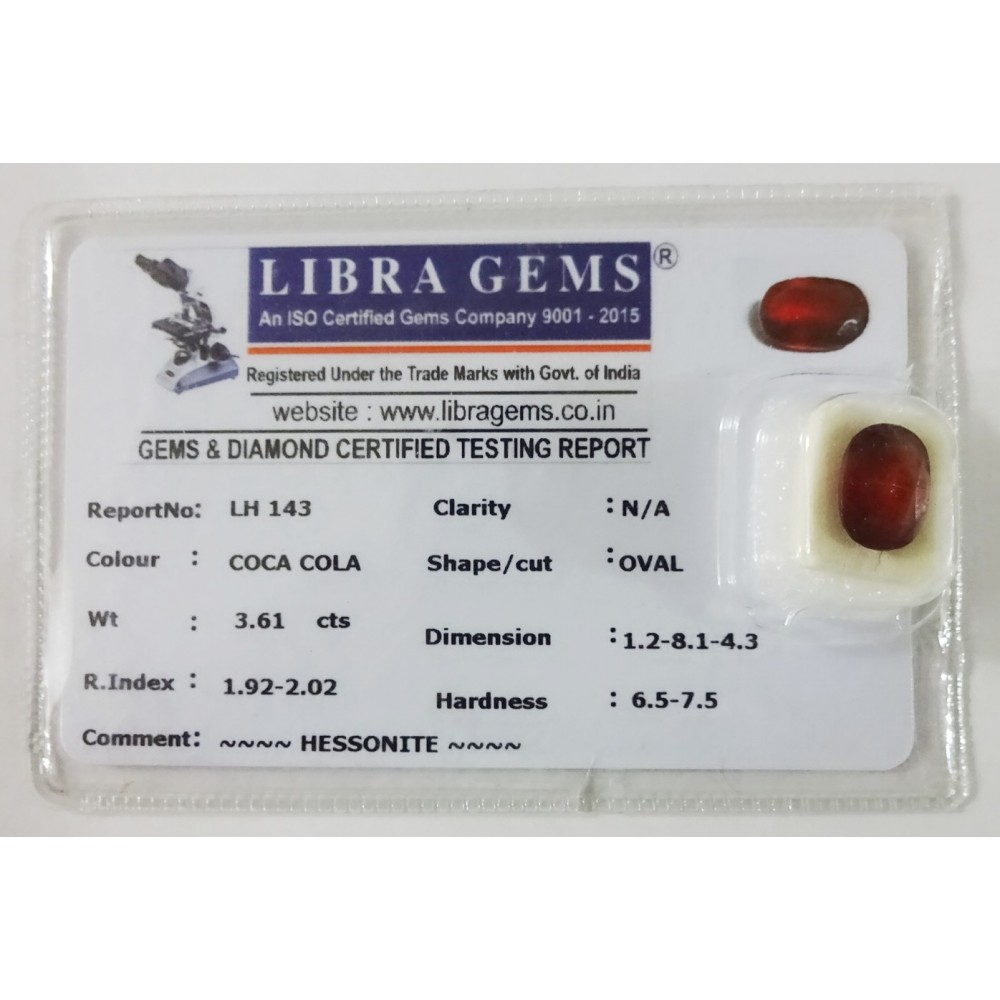 LIBRA GEMS ®
An ISO Certified Gems Company 9001 - 2015
Registered Under the Trade Marks with Govt. of India
website : www.libragems.co.in
GEMS & DIAMOND CERTIFIED TESTING REPORT
ReportNo: LH 143 Clarity : N/A
Colour : COCA COLA Shape/cut : OVAL
Wt : 3.61 cts Dimension : 1.2-8.1-4.3
R.Index : 1.92-2.02 Hardness : 6.5-7.5
Comment: ~~~~ HESSONITE ~~~~